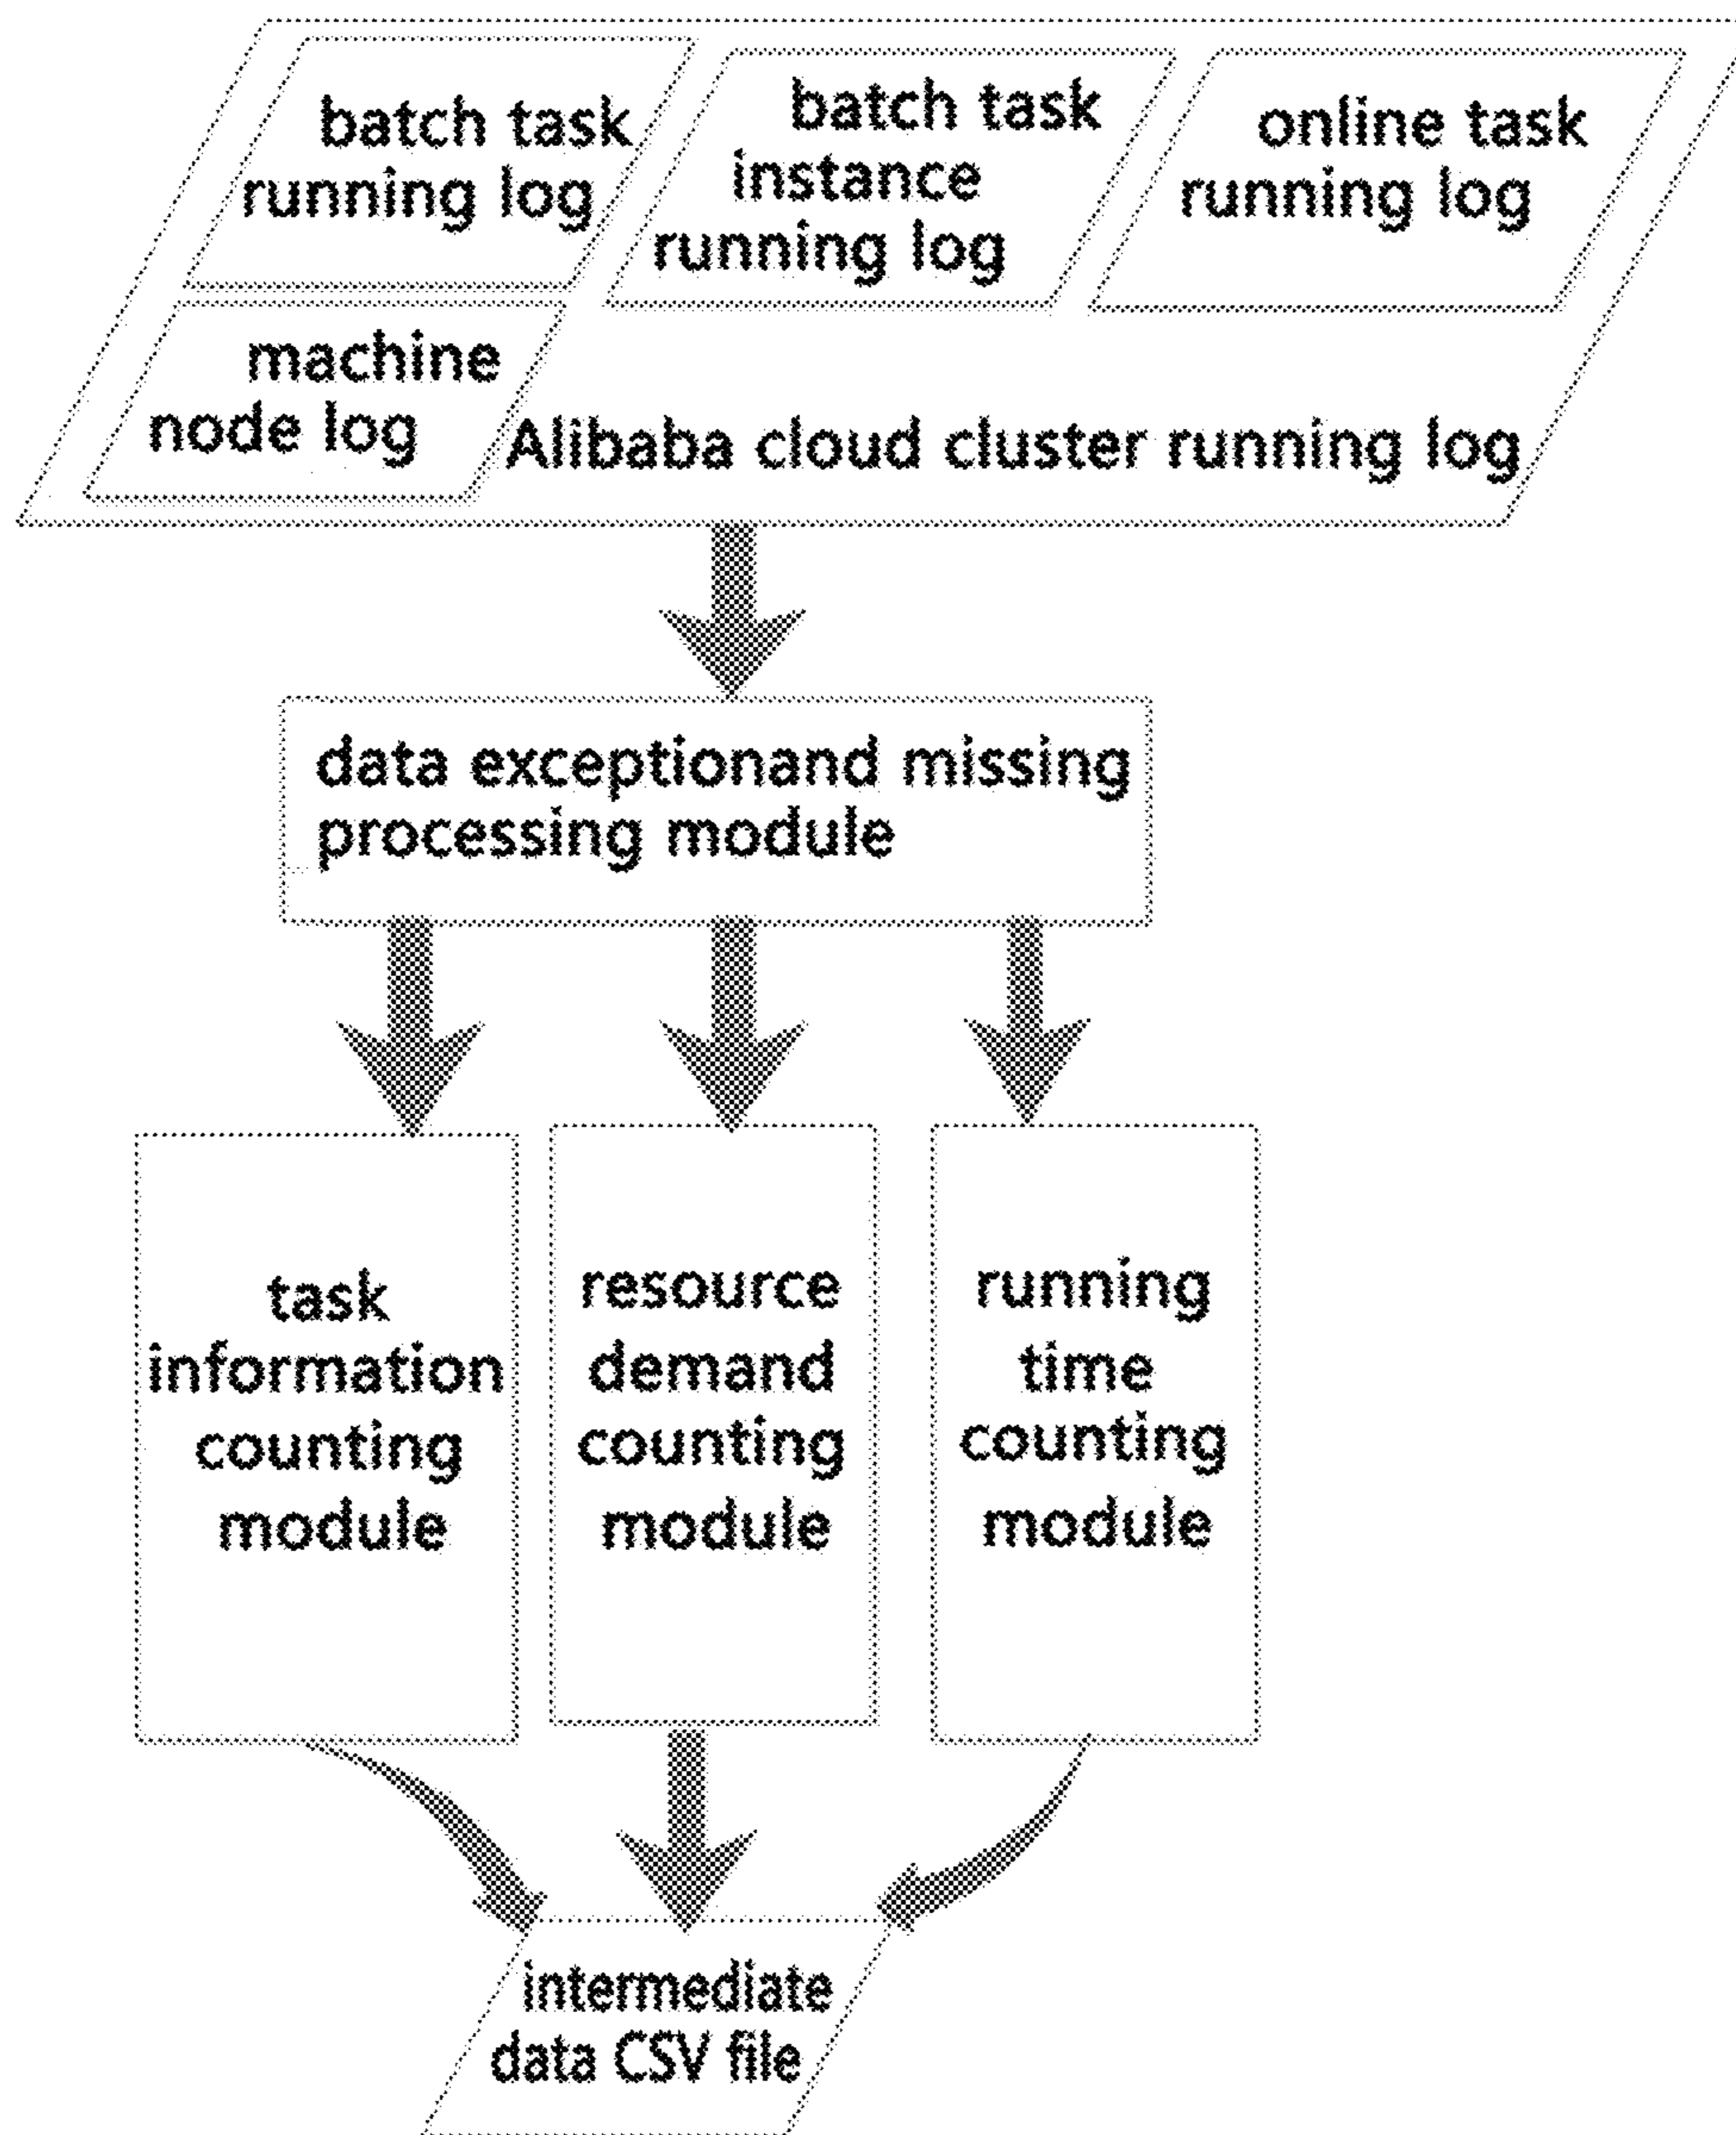 batch task
running log
batch task
instance
running log
online task
running log
machine
node log
Alibaba cloud cluster running log
data exceptionand missing
processing module
task
information
counting
module
resource
demand
counting
module
running
time
counting
module
intermediate
data CSV file